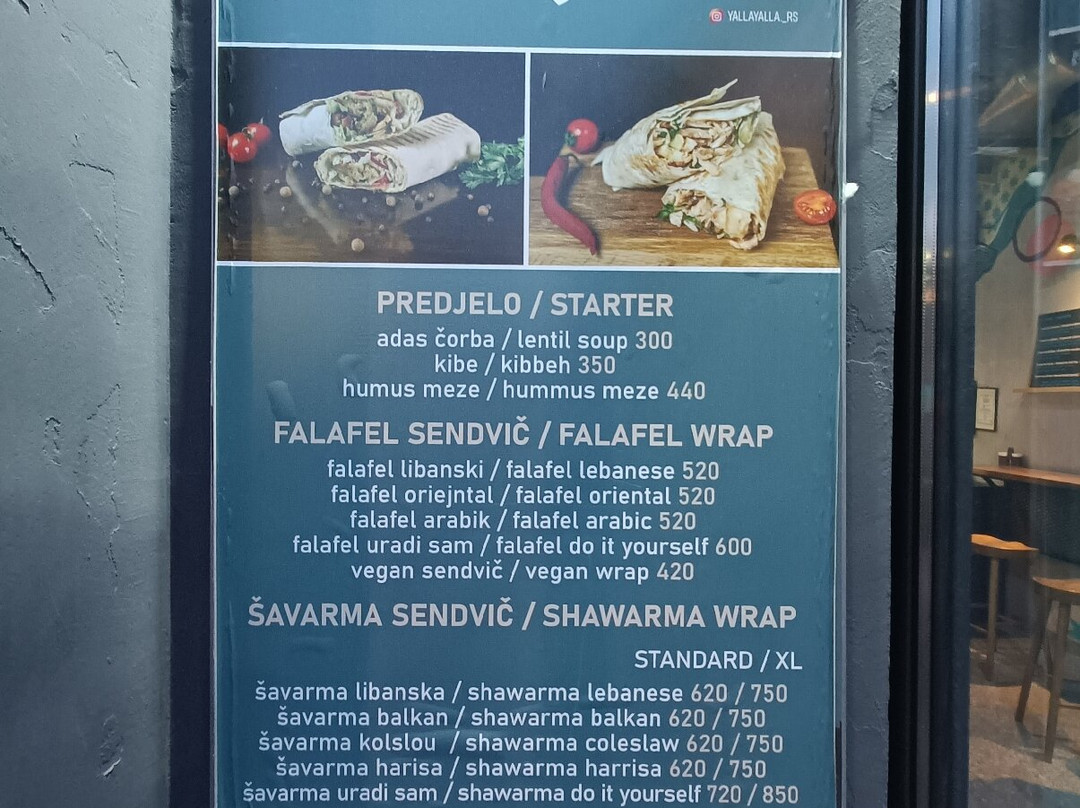 YALLAYALLA_RS
PREDJELO / STARTER
adas čorba / lentil soup 300
kibe / kibbeh 350
humus meze / hummus meze 440
FALAFEL SENDVIČ / FALAFEL WRAP
falafel libanski / falafel lebanese 520
falafel oriejntal / falafel oriental 520
falafel arabik / falafel arabic 520
falafel uradi sam / falafel do it yourself 600
vegan sendvič / vegan wrap 420
ŠAVARMA SENDVIČ / SHAWARMA WRAP
STANDARD / XL
šavarma libanska / shawarma lebanese 620 / 750
šavarma balkan / shawarma balkan 620 / 750
šavarma kolslou / shawarma coleslaw 620 / 750
šavarma harisa / shawarma harrisa 620 / 750
šavarma uradi sam / shawarma do it yourself 720 / 850